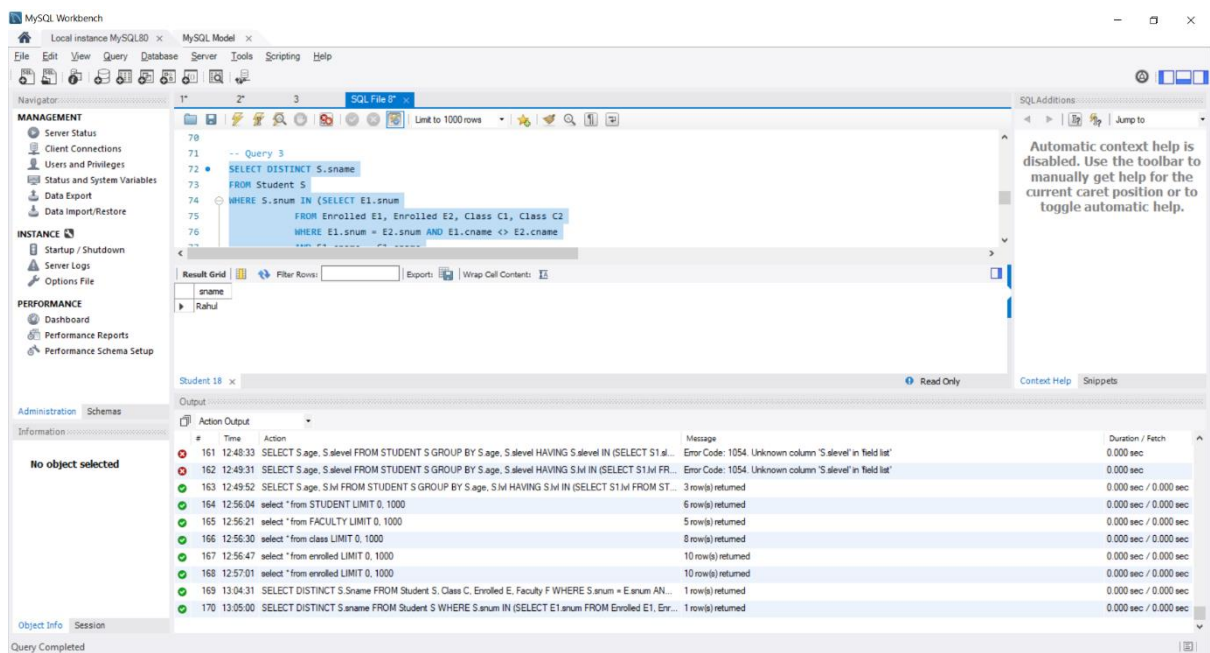 MySQL Workbench
Local instance MySQL80 × MySQL Model ×
File Edit View Query Database Server Tools Scripting Help
Navigator 1* 2* 3 SQL File 8* × SQLAdditions
MANAGEMENT
Server Status
Client Connections
Users and Privileges
Status and System Variables
Data Export
Data Import/Restore
INSTANCE
Startup / Shutdown
Server Logs
Options File
PERFORMANCE
Dashboard
Performance Reports
Performance Schema Setup
Administration Schemas
Information
No object selected
Object Info Session
Limit to 1000 rows
70
71 -- Query 3
72 SELECT DISTINCT S.sname
73 FROM Student S
74 WHERE S.snum IN (SELECT E1.snum
75 FROM Enrolled E1, Enrolled E2, Class C1, Class C2
76 WHERE E1.snum = E2.snum AND E1.cname <> E2.cname
Result Grid Filter Rows: Export: Wrap Cell Content:
sname
Rahul
Student 18 × Read Only
Jump to
Automatic context help is
disabled. Use the toolbar to
manually get help for the
current caret position or to
toggle automatic help.
Context Help Snippets
Output
Action Output
# Time Action Message Duration / Fetch
161 12:48:33 SELECT S.age, S.slevel FROM STUDENT S GROUP BY S.age, S.slevel HAVING S.slevel IN (SELECT S1.sl... Error Code: 1054. Unknown column 'S.slevel' in 'field list' 0.000 sec
162 12:49:31 SELECT S.age, S.slevel FROM STUDENT S GROUP BY S.age, S.slevel HAVING S.lvl IN (SELECT S1.lvl FR... Error Code: 1054. Unknown column 'S.slevel' in 'field list' 0.000 sec
163 12:49:52 SELECT S.age, S.lvl FROM STUDENT S GROUP BY S.age, S.lvl HAVING S.lvl IN (SELECT S1.lvl FROM ST... 3 row(s) returned 0.000 sec / 0.000 sec
164 12:56:04 select * from STUDENT LIMIT 0, 1000 6 row(s) returned 0.000 sec / 0.000 sec
165 12:56:21 select * from FACULTY LIMIT 0, 1000 5 row(s) returned 0.000 sec / 0.000 sec
166 12:56:30 select * from class LIMIT 0, 1000 8 row(s) returned 0.000 sec / 0.000 sec
167 12:56:47 select * from enrolled LIMIT 0, 1000 10 row(s) returned 0.000 sec / 0.000 sec
168 12:57:01 select * from enrolled LIMIT 0, 1000 10 row(s) returned 0.000 sec / 0.000 sec
169 13:04:31 SELECT DISTINCT S.Sname FROM Student S, Class C, Enrolled E, Faculty F WHERE S.snum = E.snum AN... 1 row(s) returned 0.000 sec / 0.000 sec
170 13:05:00 SELECT DISTINCT S.sname FROM Student S WHERE S.snum IN (SELECT E1.snum FROM Enrolled E1, Enr... 1 row(s) returned 0.000 sec / 0.000 sec
Query Completed